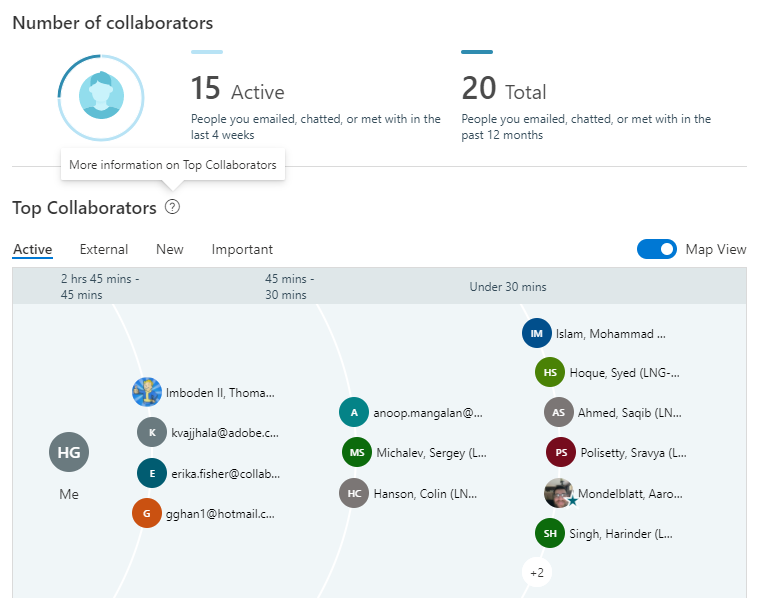 Number of collaborators
15 Active
People you emailed, chatted, or met with in the
last 4 weeks
20 Total
People you emailed, chatted, or met with in the
past 12 months
More information on Top Collaborators
Top Collaborators ?
Active External New Important
Map View
2 hrs 45 mins -
45 mins
45 mins -
30 mins
Under 30 mins
HG
Me
Imboden II, Thoma...
K kvajjhala@adobe.c...
E erika.fisher@collab...
G gghan1@hotmail.c...
A anoop.mangalan@...
MS Michalev, Sergey (L...
HC Hanson, Colin (LN...
IM Islam, Mohammad ...
HS Hoque, Syed (LNG-...
AS Ahmed, Saqib (LN...
PS Polisetty, Sravya (L...
Mondelblatt, Aaro...
SH Singh, Harinder (L...
+2